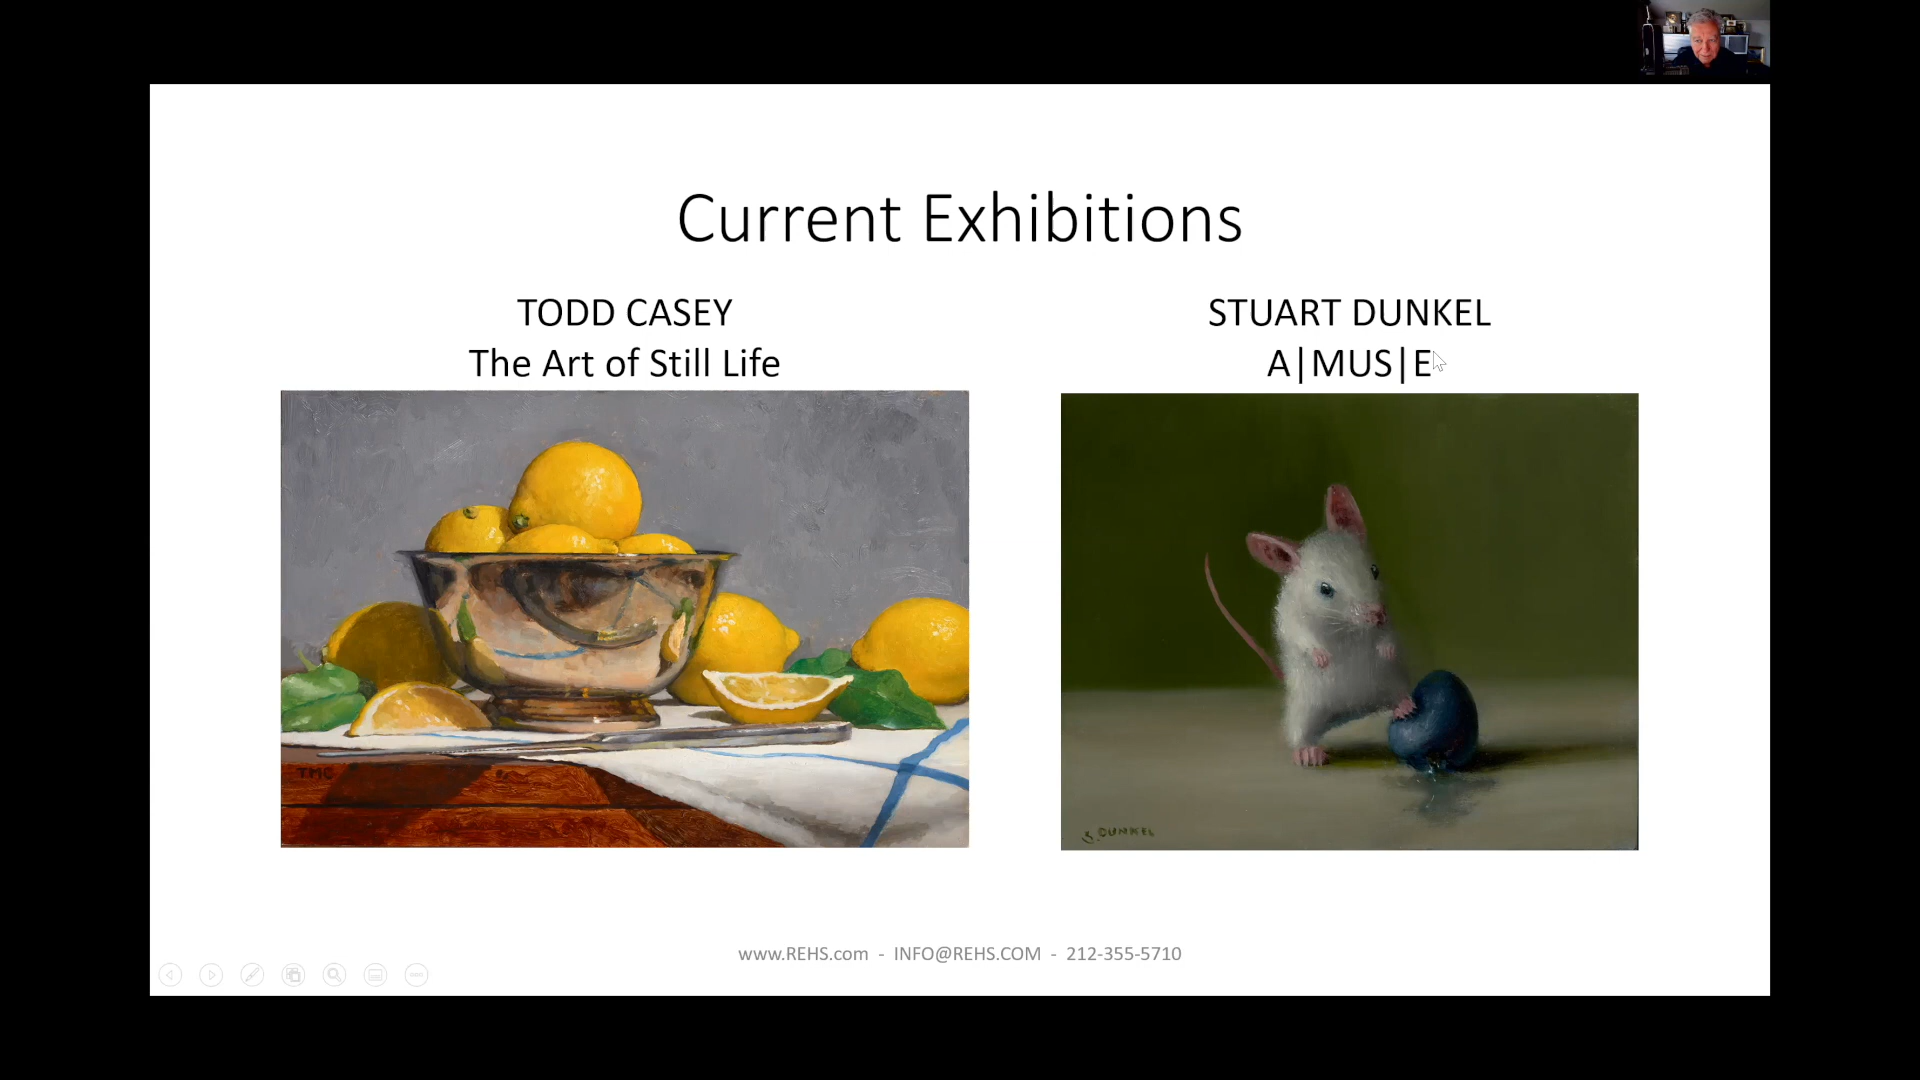 Current Exhibitions
TODD CASEY
The Art of Still Life
STUART DUNKEL
A|MUS|E
TMC
S. DUNKEL
www.REHS.com - INFO@REHS.COM - 212-355-5710